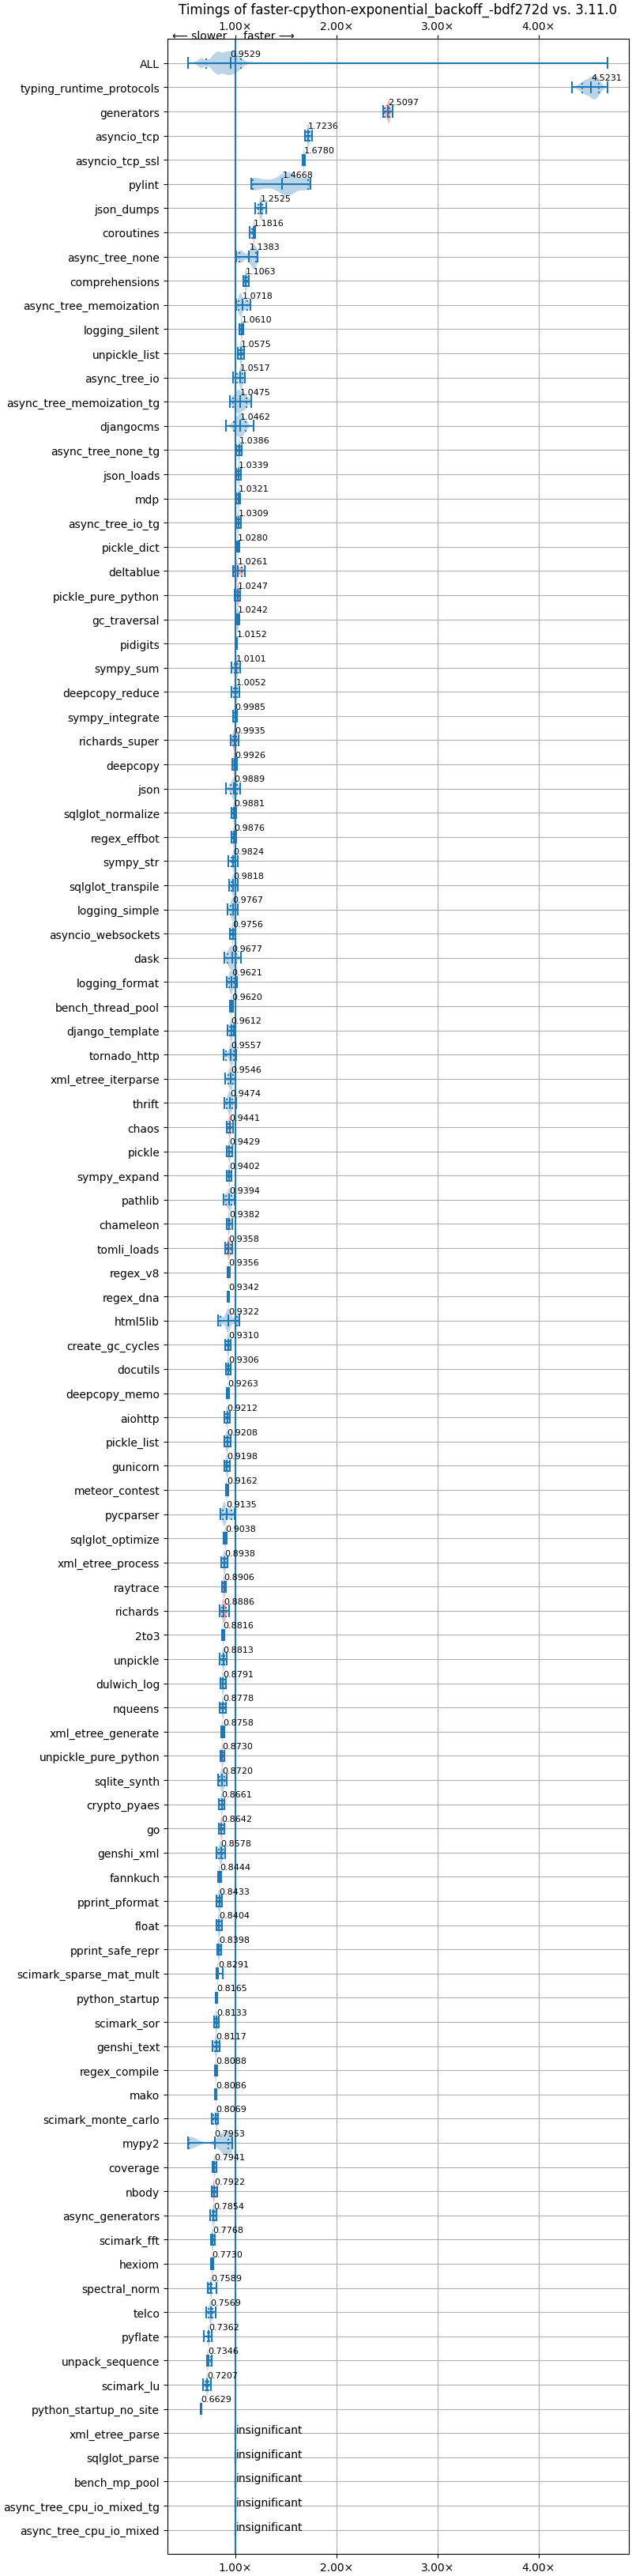 Timings of faster-cpython-exponential_backoff_-bdf272d vs. 3.11.0
1.00× 2.00× 3.00× 4.00×
⟵ slower faster ⟶
ALL 0.9529
typing_runtime_protocols 4.5231
generators 2.5097
asyncio_tcp 1.7236
asyncio_tcp_ssl 1.6780
pylint 1.4668
json_dumps 1.2525
coroutines 1.1816
async_tree_none 1.1383
comprehensions 1.1063
async_tree_memoization 1.0718
logging_silent 1.0610
unpickle_list 1.0575
async_tree_io 1.0517
async_tree_memoization_tg 1.0475
djangocms 1.0462
async_tree_none_tg 1.0386
json_loads 1.0339
mdp 1.0321
async_tree_io_tg 1.0309
pickle_dict 1.0280
deltablue 1.0261
pickle_pure_python 1.0247
gc_traversal 1.0242
pidigits 1.0152
sympy_sum 1.0101
deepcopy_reduce 1.0052
sympy_integrate 0.9985
richards_super 0.9935
deepcopy 0.9926
json 0.9889
sqlglot_normalize 0.9881
regex_effbot 0.9876
sympy_str 0.9824
sqlglot_transpile 0.9818
logging_simple 0.9767
asyncio_websockets 0.9756
dask 0.9677
logging_format 0.9621
bench_thread_pool 0.9620
django_template 0.9612
tornado_http 0.9557
xml_etree_iterparse 0.9546
thrift 0.9474
chaos 0.9441
pickle 0.9429
sympy_expand 0.9402
pathlib 0.9394
chameleon 0.9382
tomli_loads 0.9358
regex_v8 0.9356
regex_dna 0.9342
html5lib 0.9322
create_gc_cycles 0.9310
docutils 0.9306
deepcopy_memo 0.9263
aiohttp 0.9212
pickle_list 0.9208
gunicorn 0.9198
meteor_contest 0.9162
pycparser 0.9135
sqlglot_optimize 0.9038
xml_etree_process 0.8938
raytrace 0.8906
richards 0.8886
2to3 0.8816
unpickle 0.8813
dulwich_log 0.8791
nqueens 0.8778
xml_etree_generate 0.8758
unpickle_pure_python 0.8730
sqlite_synth 0.8720
crypto_pyaes 0.8661
go 0.8642
genshi_xml 0.8578
fannkuch 0.8444
pprint_pformat 0.8433
float 0.8404
pprint_safe_repr 0.8398
scimark_sparse_mat_mult 0.8291
python_startup 0.8165
scimark_sor 0.8133
genshi_text 0.8117
regex_compile 0.8088
mako 0.8086
scimark_monte_carlo 0.8069
mypy2 0.7953
coverage 0.7941
nbody 0.7922
async_generators 0.7854
scimark_fft 0.7768
hexiom 0.7730
spectral_norm 0.7589
telco 0.7569
pyflate 0.7362
unpack_sequence 0.7346
scimark_lu 0.7207
python_startup_no_site 0.6629
xml_etree_parse insignificant
sqlglot_parse insignificant
bench_mp_pool insignificant
async_tree_cpu_io_mixed_tg insignificant
async_tree_cpu_io_mixed insignificant
1.00× 2.00× 3.00× 4.00×